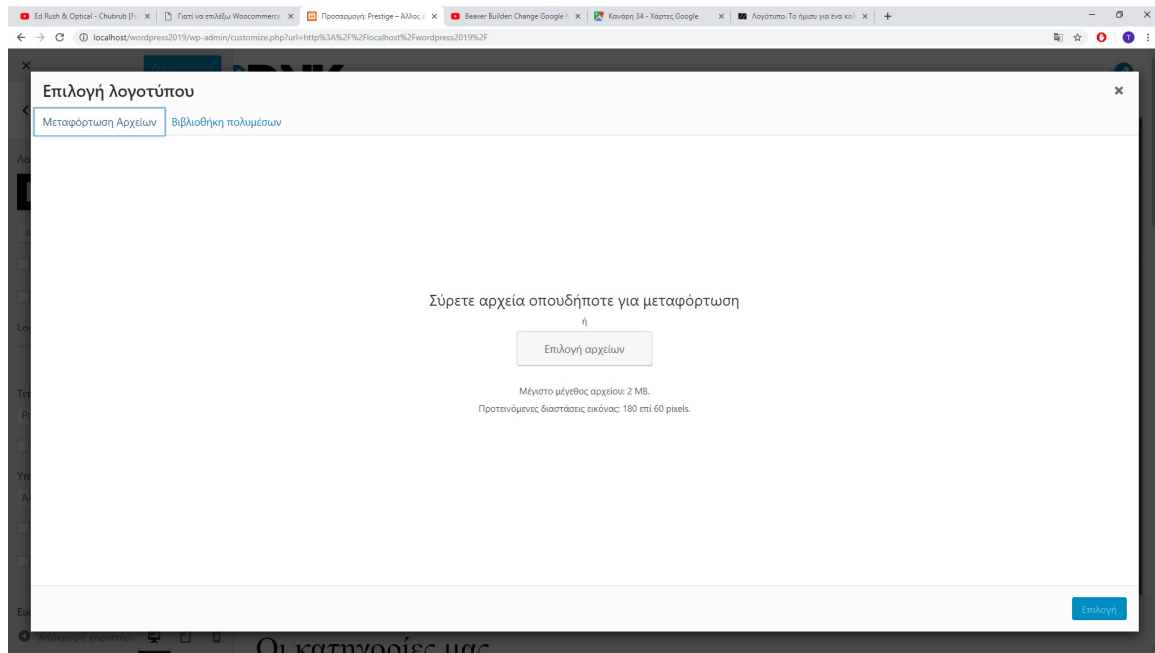 Ed Rush & Optical - Chubrub [Fu
Γιατί να επιλέξω Woocommerce
Προσαρμογή: Prestige – Άλλος
Beaver Builder: Change Google
Κανάρη 34 - Χάρτες Google
Λογότυπο. Το ήμισυ για ένα
localhost/wordpress2019/wp-admin/customize.php?url=http%3A%2F%2Flocalhost%2Fwordpress2019%2F
Επιλογή λογοτύπου
Μεταφόρτωση Αρχείων
Βιβλιοθήκη πολυμέσων
Σύρετε αρχεία οπουδήποτε για μεταφόρτωση
ή
Επιλογή αρχείων
Μέγιστο μέγεθος αρχείου: 2 MB.
Προτεινόμενες διαστάσεις εικόνας: 180 επί 60 pixels.
Επιλογή
Οι κατηγορίες μας